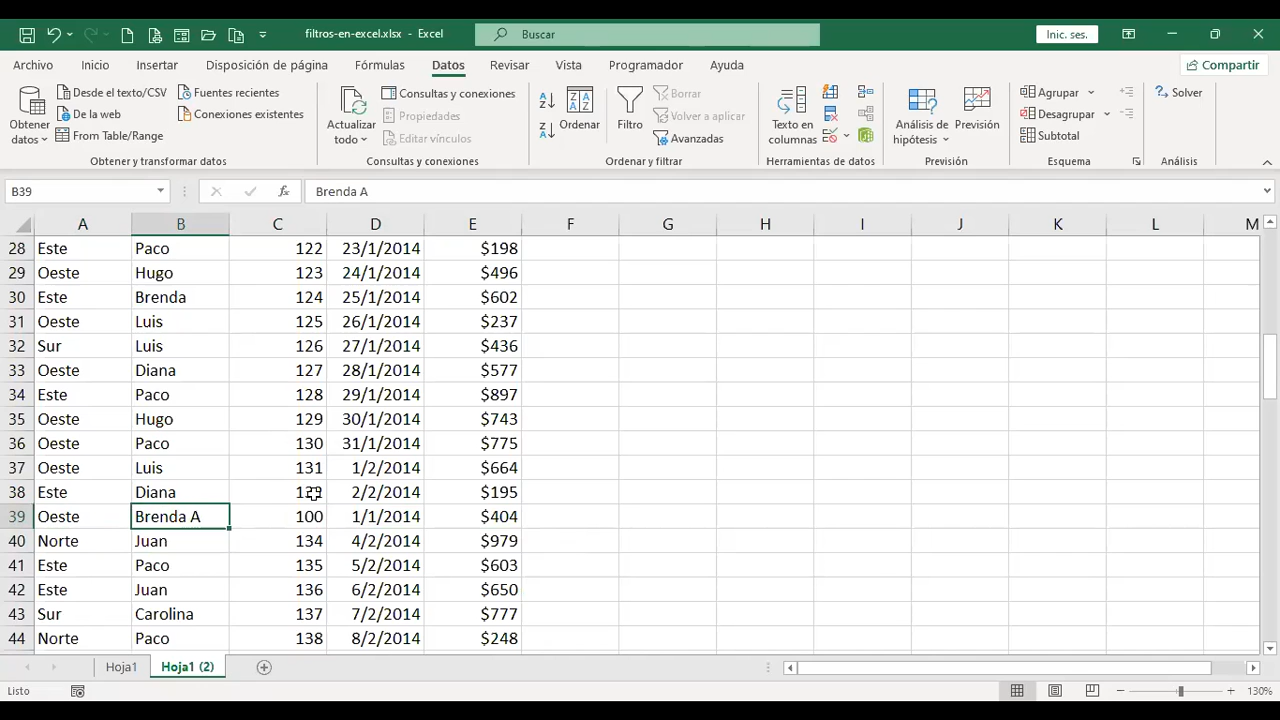 filtros-en-excel.xlsx - Excel
Buscar
Inic. ses.
Archivo Inicio Insertar Disposición de página Fórmulas Datos Revisar Vista Programador Ayuda Compartir
Obtener datos
Desde el texto/CSV
De la web
From Table/Range
Fuentes recientes
Conexiones existentes
Obtener y transformar datos
Actualizar todo
Consultas y conexiones
Propiedades
Editar vínculos
Consultas y conexiones
Ordenar
Filtro
Borrar
Volver a aplicar
Avanzadas
Ordenar y filtrar
Texto en columnas
Herramientas de datos
Análisis de hipótesis
Previsión
Previsión
Agrupar
Desagrupar
Subtotal
Esquema
Solver
Análisis
B39 Brenda A
A B C D E F G H I J K L M
28 Este Paco 122 23/1/2014 $198
29 Oeste Hugo 123 24/1/2014 $496
30 Este Brenda 124 25/1/2014 $602
31 Oeste Luis 125 26/1/2014 $237
32 Sur Luis 126 27/1/2014 $436
33 Oeste Diana 127 28/1/2014 $577
34 Este Paco 128 29/1/2014 $897
35 Oeste Hugo 129 30/1/2014 $743
36 Oeste Paco 130 31/1/2014 $775
37 Oeste Luis 131 1/2/2014 $664
38 Este Diana 2/2/2014 $195
39 Oeste Brenda A 100 1/1/2014 $404
40 Norte Juan 134 4/2/2014 $979
41 Este Paco 135 5/2/2014 $603
42 Este Juan 136 6/2/2014 $650
43 Sur Carolina 137 7/2/2014 $777
44 Norte Paco 138 8/2/2014 $248
Hoja1 Hoja1 (2)
Listo 130%